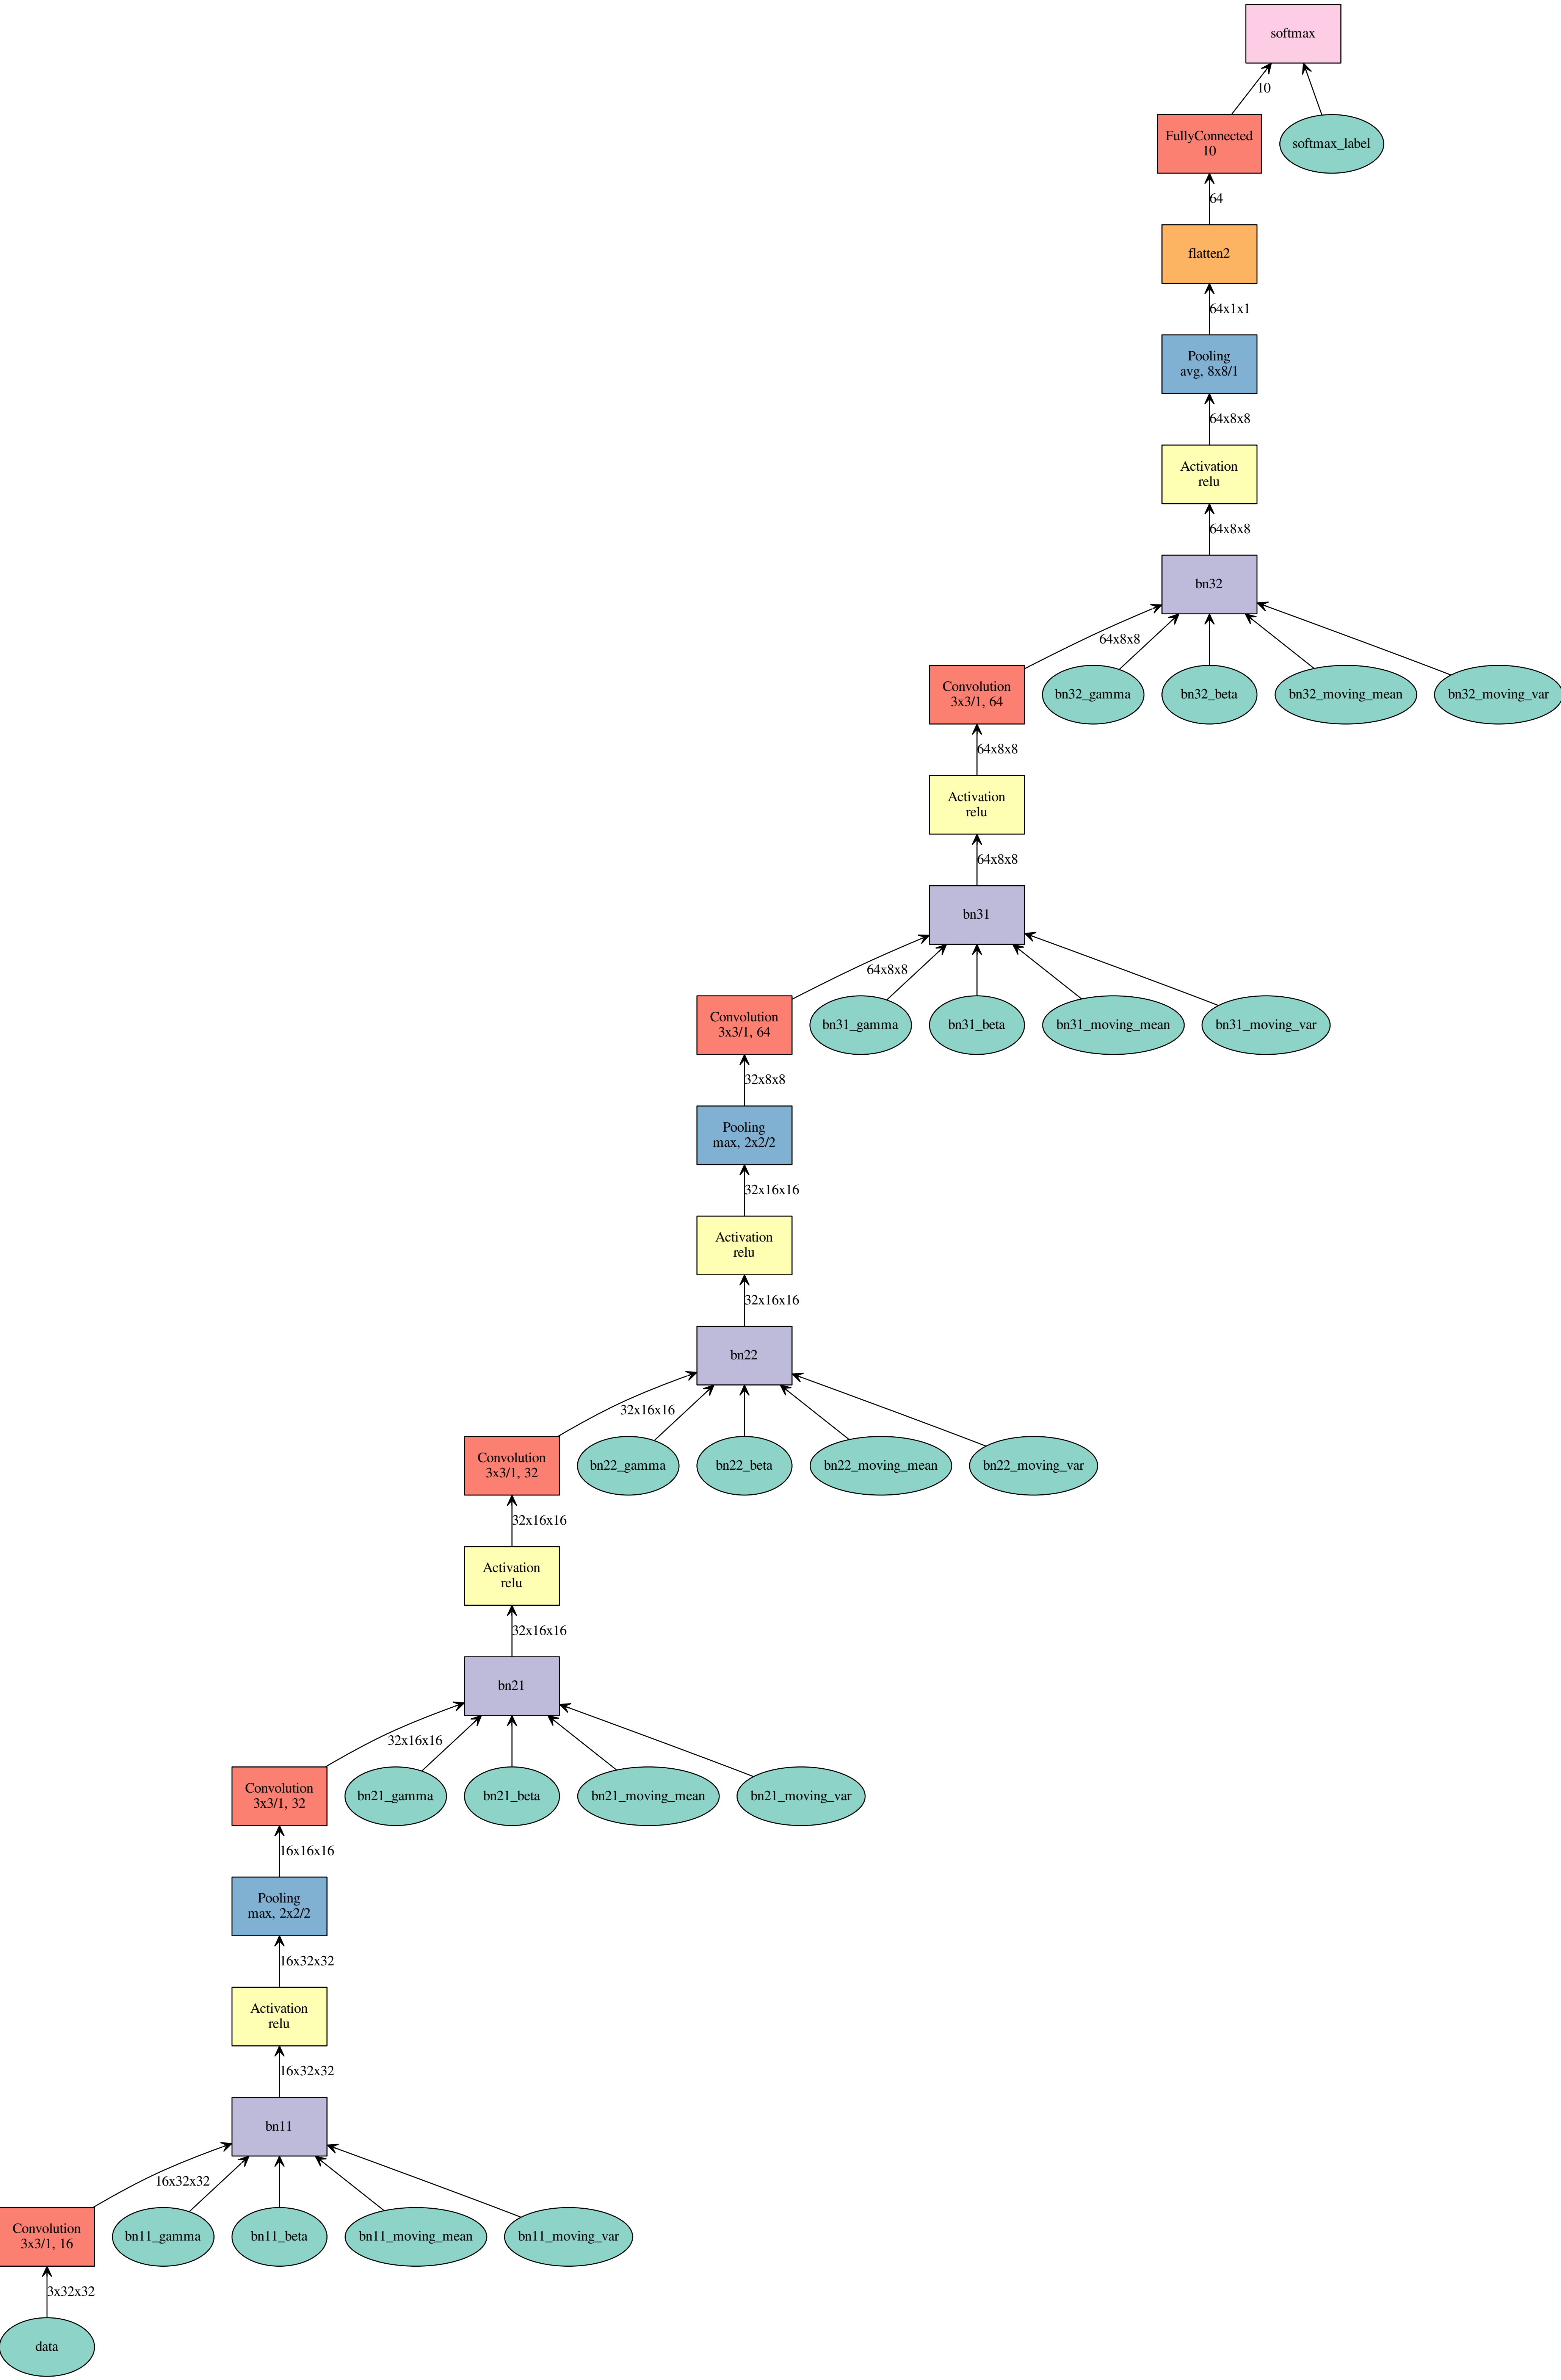 softmax
10
FullyConnected
10
softmax_label
64
flatten2
64x1x1
Pooling
avg, 8x8/1
64x8x8
Activation
relu
64x8x8
bn32
64x8x8
Convolution
3x3/1, 64
bn32_gamma
bn32_beta
bn32_moving_mean
bn32_moving_var
64x8x8
Activation
relu
64x8x8
bn31
64x8x8
Convolution
3x3/1, 64
bn31_gamma
bn31_beta
bn31_moving_mean
bn31_moving_var
32x8x8
Pooling
max, 2x2/2
32x16x16
Activation
relu
32x16x16
bn22
32x16x16
Convolution
3x3/1, 32
bn22_gamma
bn22_beta
bn22_moving_mean
bn22_moving_var
32x16x16
Activation
relu
32x16x16
bn21
32x16x16
Convolution
3x3/1, 32
bn21_gamma
bn21_beta
bn21_moving_mean
bn21_moving_var
16x16x16
Pooling
max, 2x2/2
16x32x32
Activation
relu
16x32x32
bn11
16x32x32
Convolution
3x3/1, 16
bn11_gamma
bn11_beta
bn11_moving_mean
bn11_moving_var
3x32x32
data